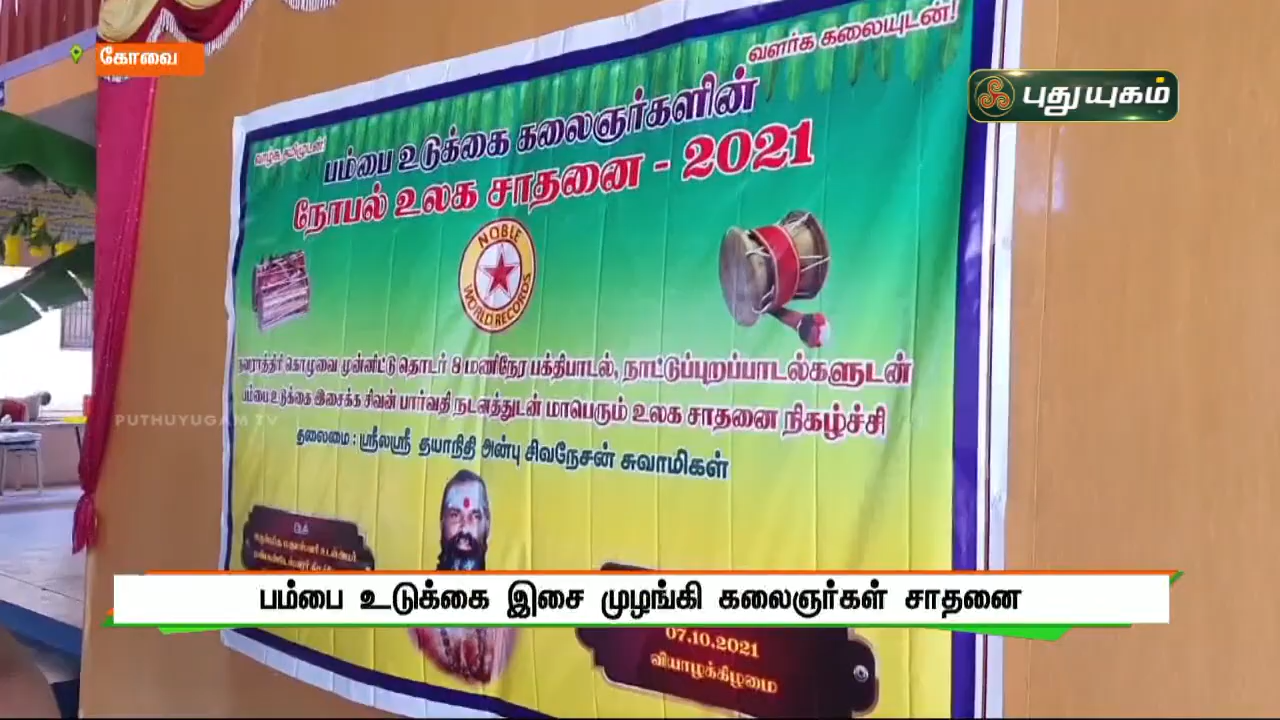 கோவை
புதுயுகம்
வளர்க கலையுடன்!
வாழ்க தமிழுடன்!
பம்பை உடுக்கை கலைஞர்களின்
நோபல் உலக சாதனை - 2021
NOBLE
WORLD RECORDS
நவராத்திரி கொழுவை முன்னிட்டு தொடர் 8 மணிநேர பக்திபாடல், நாட்டுப்புறப்பாடல்களுடன்
பம்பை உடுக்கை இசைக்க சிவன் பார்வதி நடனத்துடன் மாபெரும் உலக சாதனை நிகழ்ச்சி
PUTHUYUGAM TV
தலைமை : ஸ்ரீலஸ்ரீ தயாநிதி அன்பு சிவநேசன் சுவாமிகள்
பம்பை உடுக்கை இசை முழங்கி கலைஞர்கள் சாதனை
07.10.2021
வியாழக்கிழமை